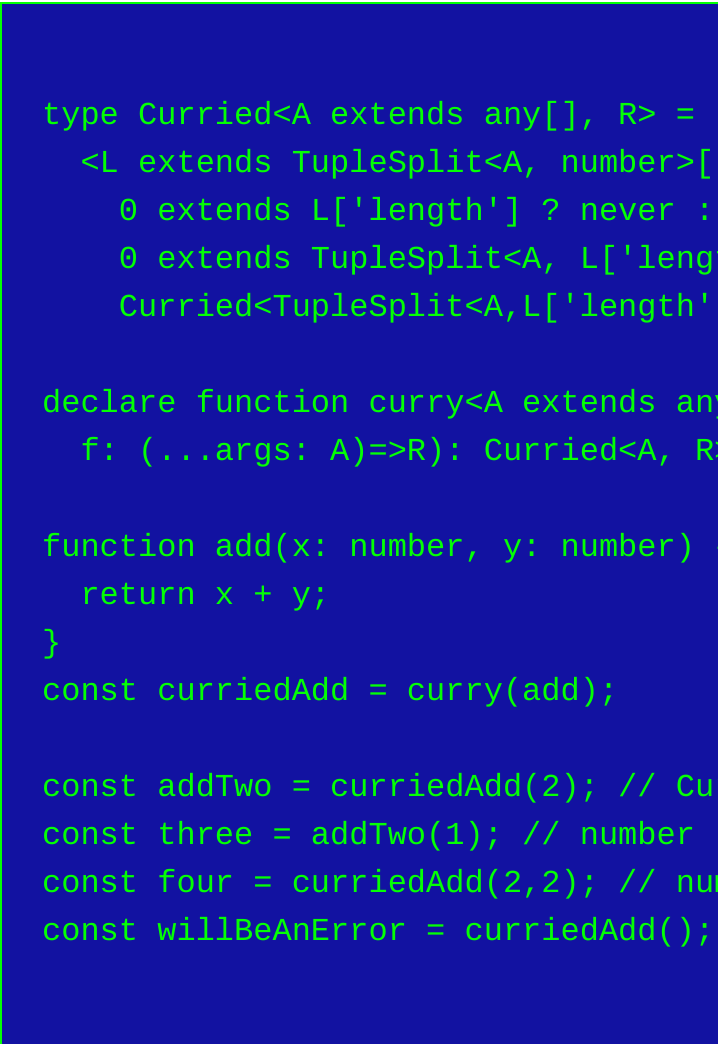 type Curried<A extends any[], R> =
  <L extends TupleSplit<A, number>[
    0 extends L['length'] ? never :
    0 extends TupleSplit<A, L['leng
    Curried<TupleSplit<A,L['length'

declare function curry<A extends an
  f: (...args: A)=>R): Curried<A, R>

function add(x: number, y: number)
  return x + y;
}
const curriedAdd = curry(add);

const addTwo = curriedAdd(2); // Cu
const three = addTwo(1); // number
const four = curriedAdd(2,2); // num
const willBeAnError = curriedAdd();